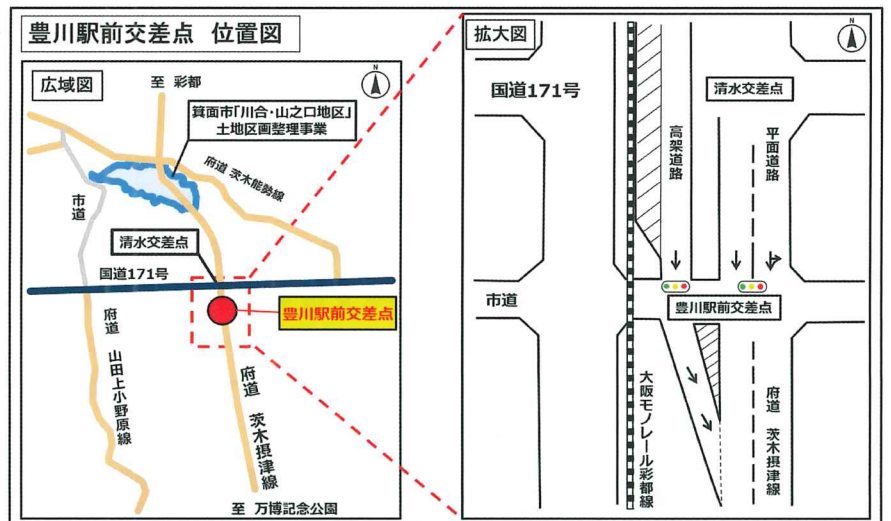 豊川駅前交差点 位置図
広域図
N
至 彩都
箕面市「川合・山之口地区」
土地区画整理事業
府道 茨木能勢線
市道
清水交差点
国道171号
豊川駅前交差点
府道 山田上小野原線
府道 茨木摂津線
至 万博記念公園
拡大図
N
国道171号
清水交差点
高架道路
平面道路
市道
豊川駅前交差点
大阪モノレール彩都線
府道 茨木摂津線